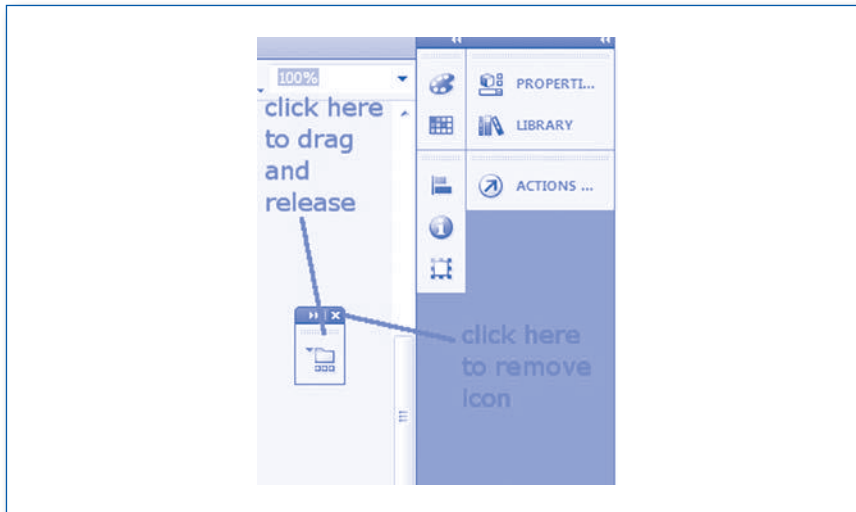 100%
click here
to drag
and
release
PROPERTI...
LIBRARY
ACTIONS ...
click here
to remove
icon